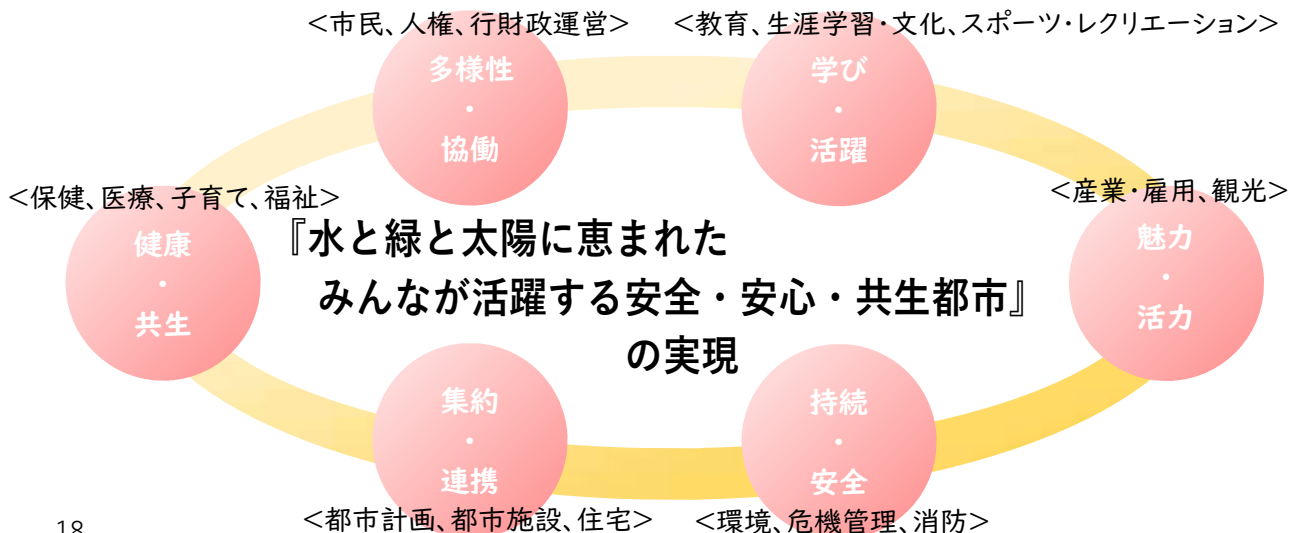 ＜市民、人権、行財政運営＞
＜教育、生涯学習・文化、スポーツ・レクリエーション＞
多様性
・
協働
学び
・
活躍
＜保健、医療、子育て、福祉＞
健康
・
共生
＜産業・雇用、観光＞
魅力
・
活力
『水と緑と太陽に恵まれた
みんなが活躍する安全・安心・共生都市』
の実現
集約
・
連携
＜都市計画、都市施設、住宅＞
持続
・
安全
＜環境、危機管理、消防＞
18